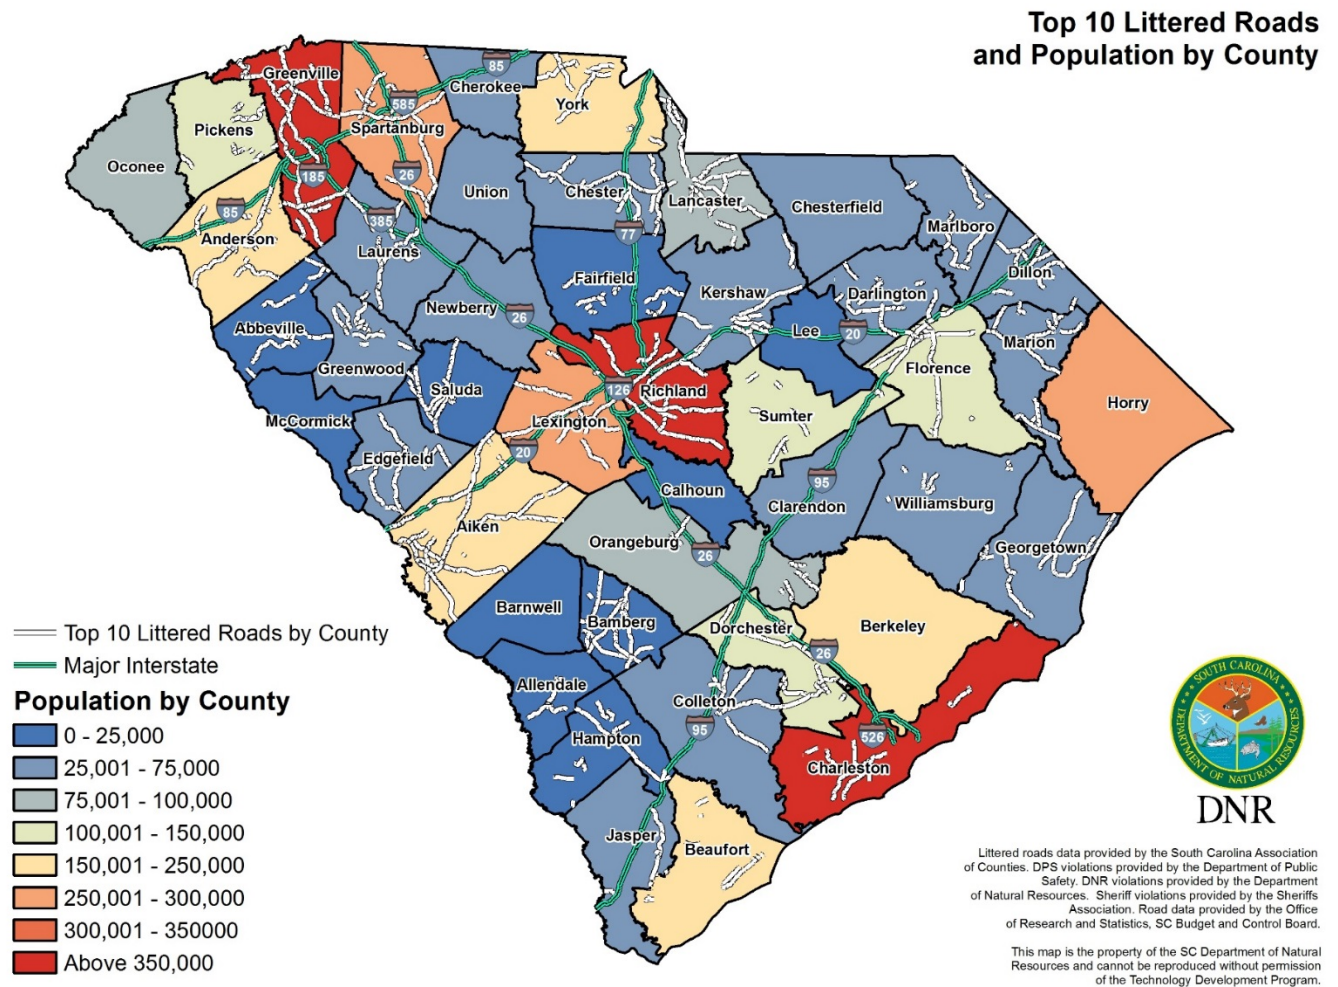 Top 10 Littered Roads
and Population by County
Greenville
85
Cherokee
York
585
Spartanburg
Pickens
Oconee
185
26
Union
Chester
Lancaster
Chesterfield
Marlboro
85
385
Anderson
Laurens
77
Dillon
Fairfield
Kershaw
Darlington
Newberry
26
Abbeville
Lee
20
Marion
Greenwood
Saluda
126
Richland
Florence
Horry
McCormick
Lexington
Sumter
Edgefield
20
Calhoun
95
Clarendon
Williamsburg
Aiken
Orangeburg
26
Georgetown
Barnwell
Bamberg
Dorchester
26
Berkeley
Allendale
Colleton
95
Hampton
526
Charleston
Jasper
Beaufort
Top 10 Littered Roads by County
Major Interstate
Population by County
0 - 25,000
25,001 - 75,000
75,001 - 100,000
100,001 - 150,000
150,001 - 250,000
250,001 - 300,000
300,001 - 350000
Above 350,000
SOUTH CAROLINA
DEPARTMENT OF NATURAL RESOURCES
DNR
Littered roads data provided by the South Carolina Association
of Counties. DPS violations provided by the Department of Public
Safety. DNR violations provided by the Department
of Natural Resources. Sheriff violations provided by the Sheriffs
Association. Road data provided by the Office
of Research and Statistics, SC Budget and Control Board.
This map is the property of the SC Department of Natural
Resources and cannot be reproduced without permission
of the Technology Development Program.